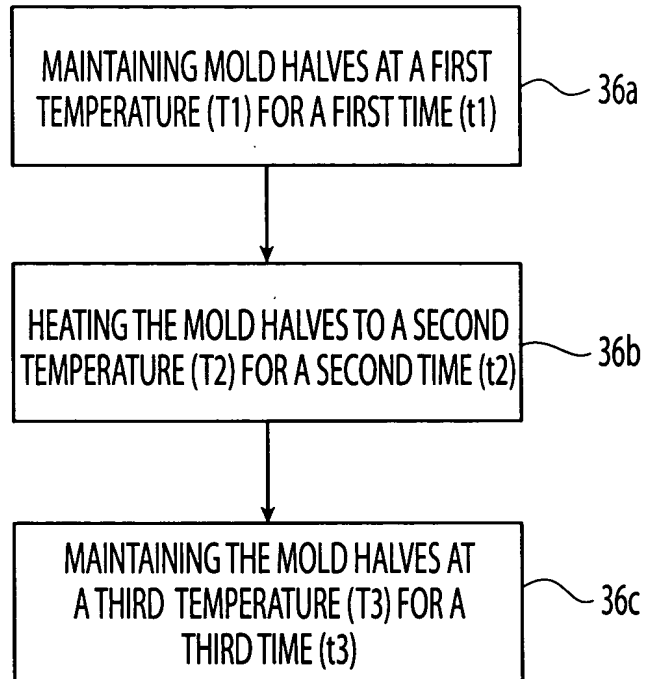 MAINTAINING MOLD HALVES AT A FIRST
TEMPERATURE (T1) FOR A FIRST TIME (t1)
36a
HEATING THE MOLD HALVES TO A SECOND
TEMPERATURE (T2) FOR A SECOND TIME (t2)
36b
MAINTAINING THE MOLD HALVES AT
A THIRD TEMPERATURE (T3) FOR A
THIRD TIME (t3)
36c